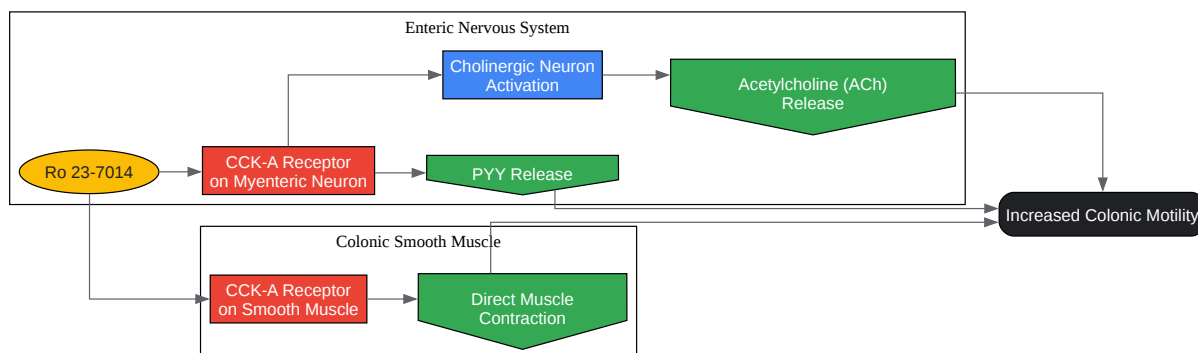 Enteric Nervous System
Cholinergic Neuron
Activation
Acetylcholine (ACh)
Release
Ro 23-7014
CCK-A Receptor
on Myenteric Neuron
PYY Release
Increased Colonic Motility
Colonic Smooth Muscle
CCK-A Receptor
on Smooth Muscle
Direct Muscle
Contraction